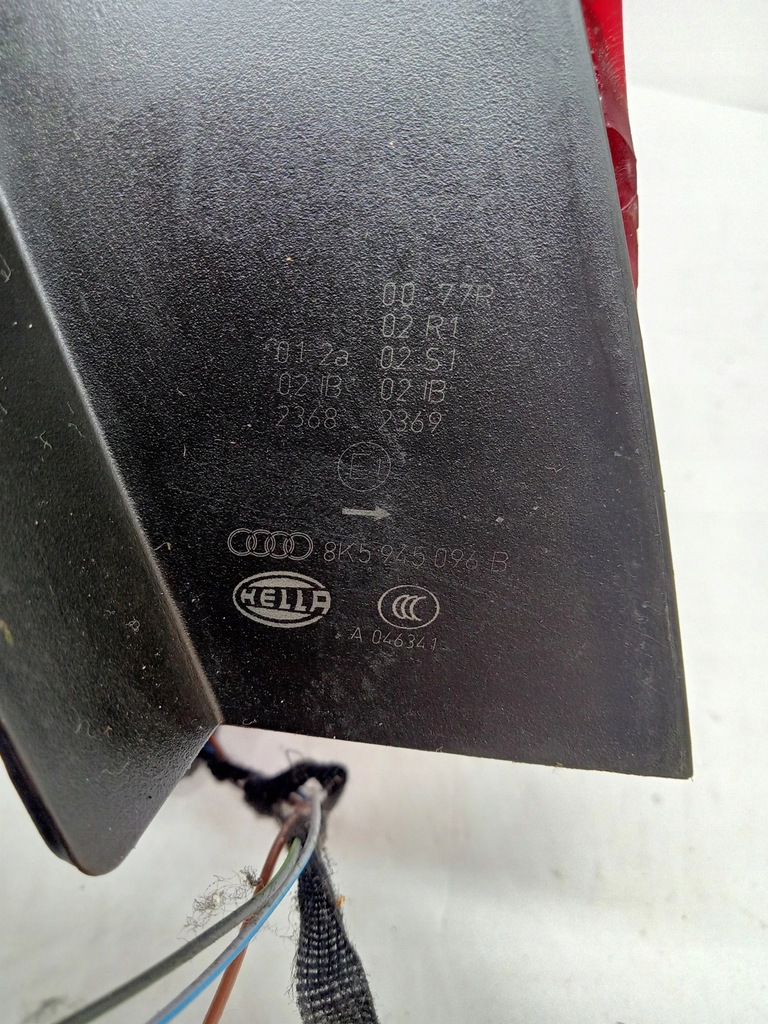 00 77R
02 R1
01 2a 02 S1
02 IB 02 IB
2368 2369
E1
8K5 945 096 B
HELLA CCC
A 046341